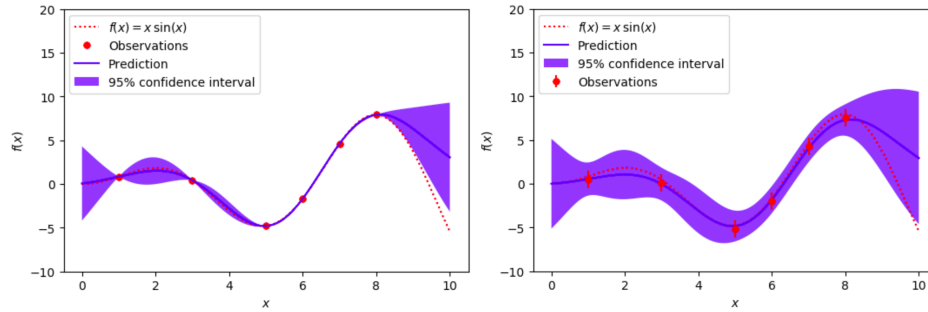 20
15
10
5
0
−5
−10
f(x)
f(x) = x sin(x)
Observations
Prediction
95% confidence interval
0 2 4 6 8 10
x
20
15
10
5
0
−5
−10
f(x)
f(x) = x sin(x)
Prediction
95% confidence interval
Observations
0 2 4 6 8 10
x